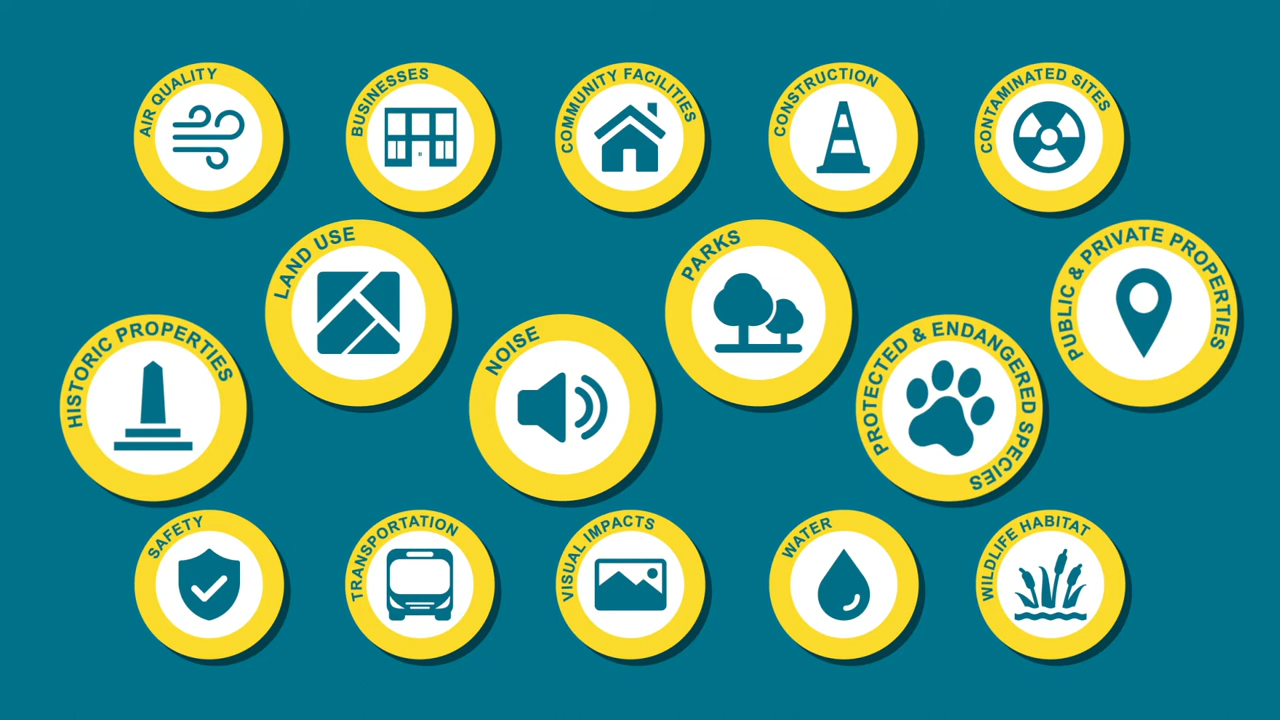 AIR QUALITY
BUSINESSES
COMMUNITY FACILITIES
CONSTRUCTION
CONTAMINATED SITES
LAND USE
PARKS
PUBLIC & PRIVATE PROPERTIES
HISTORIC PROPERTIES
NOISE
PROTECTED & ENDANGERED SPECIES
SAFETY
TRANSPORTATION
VISUAL IMPACTS
WATER
WILDLIFE HABITAT